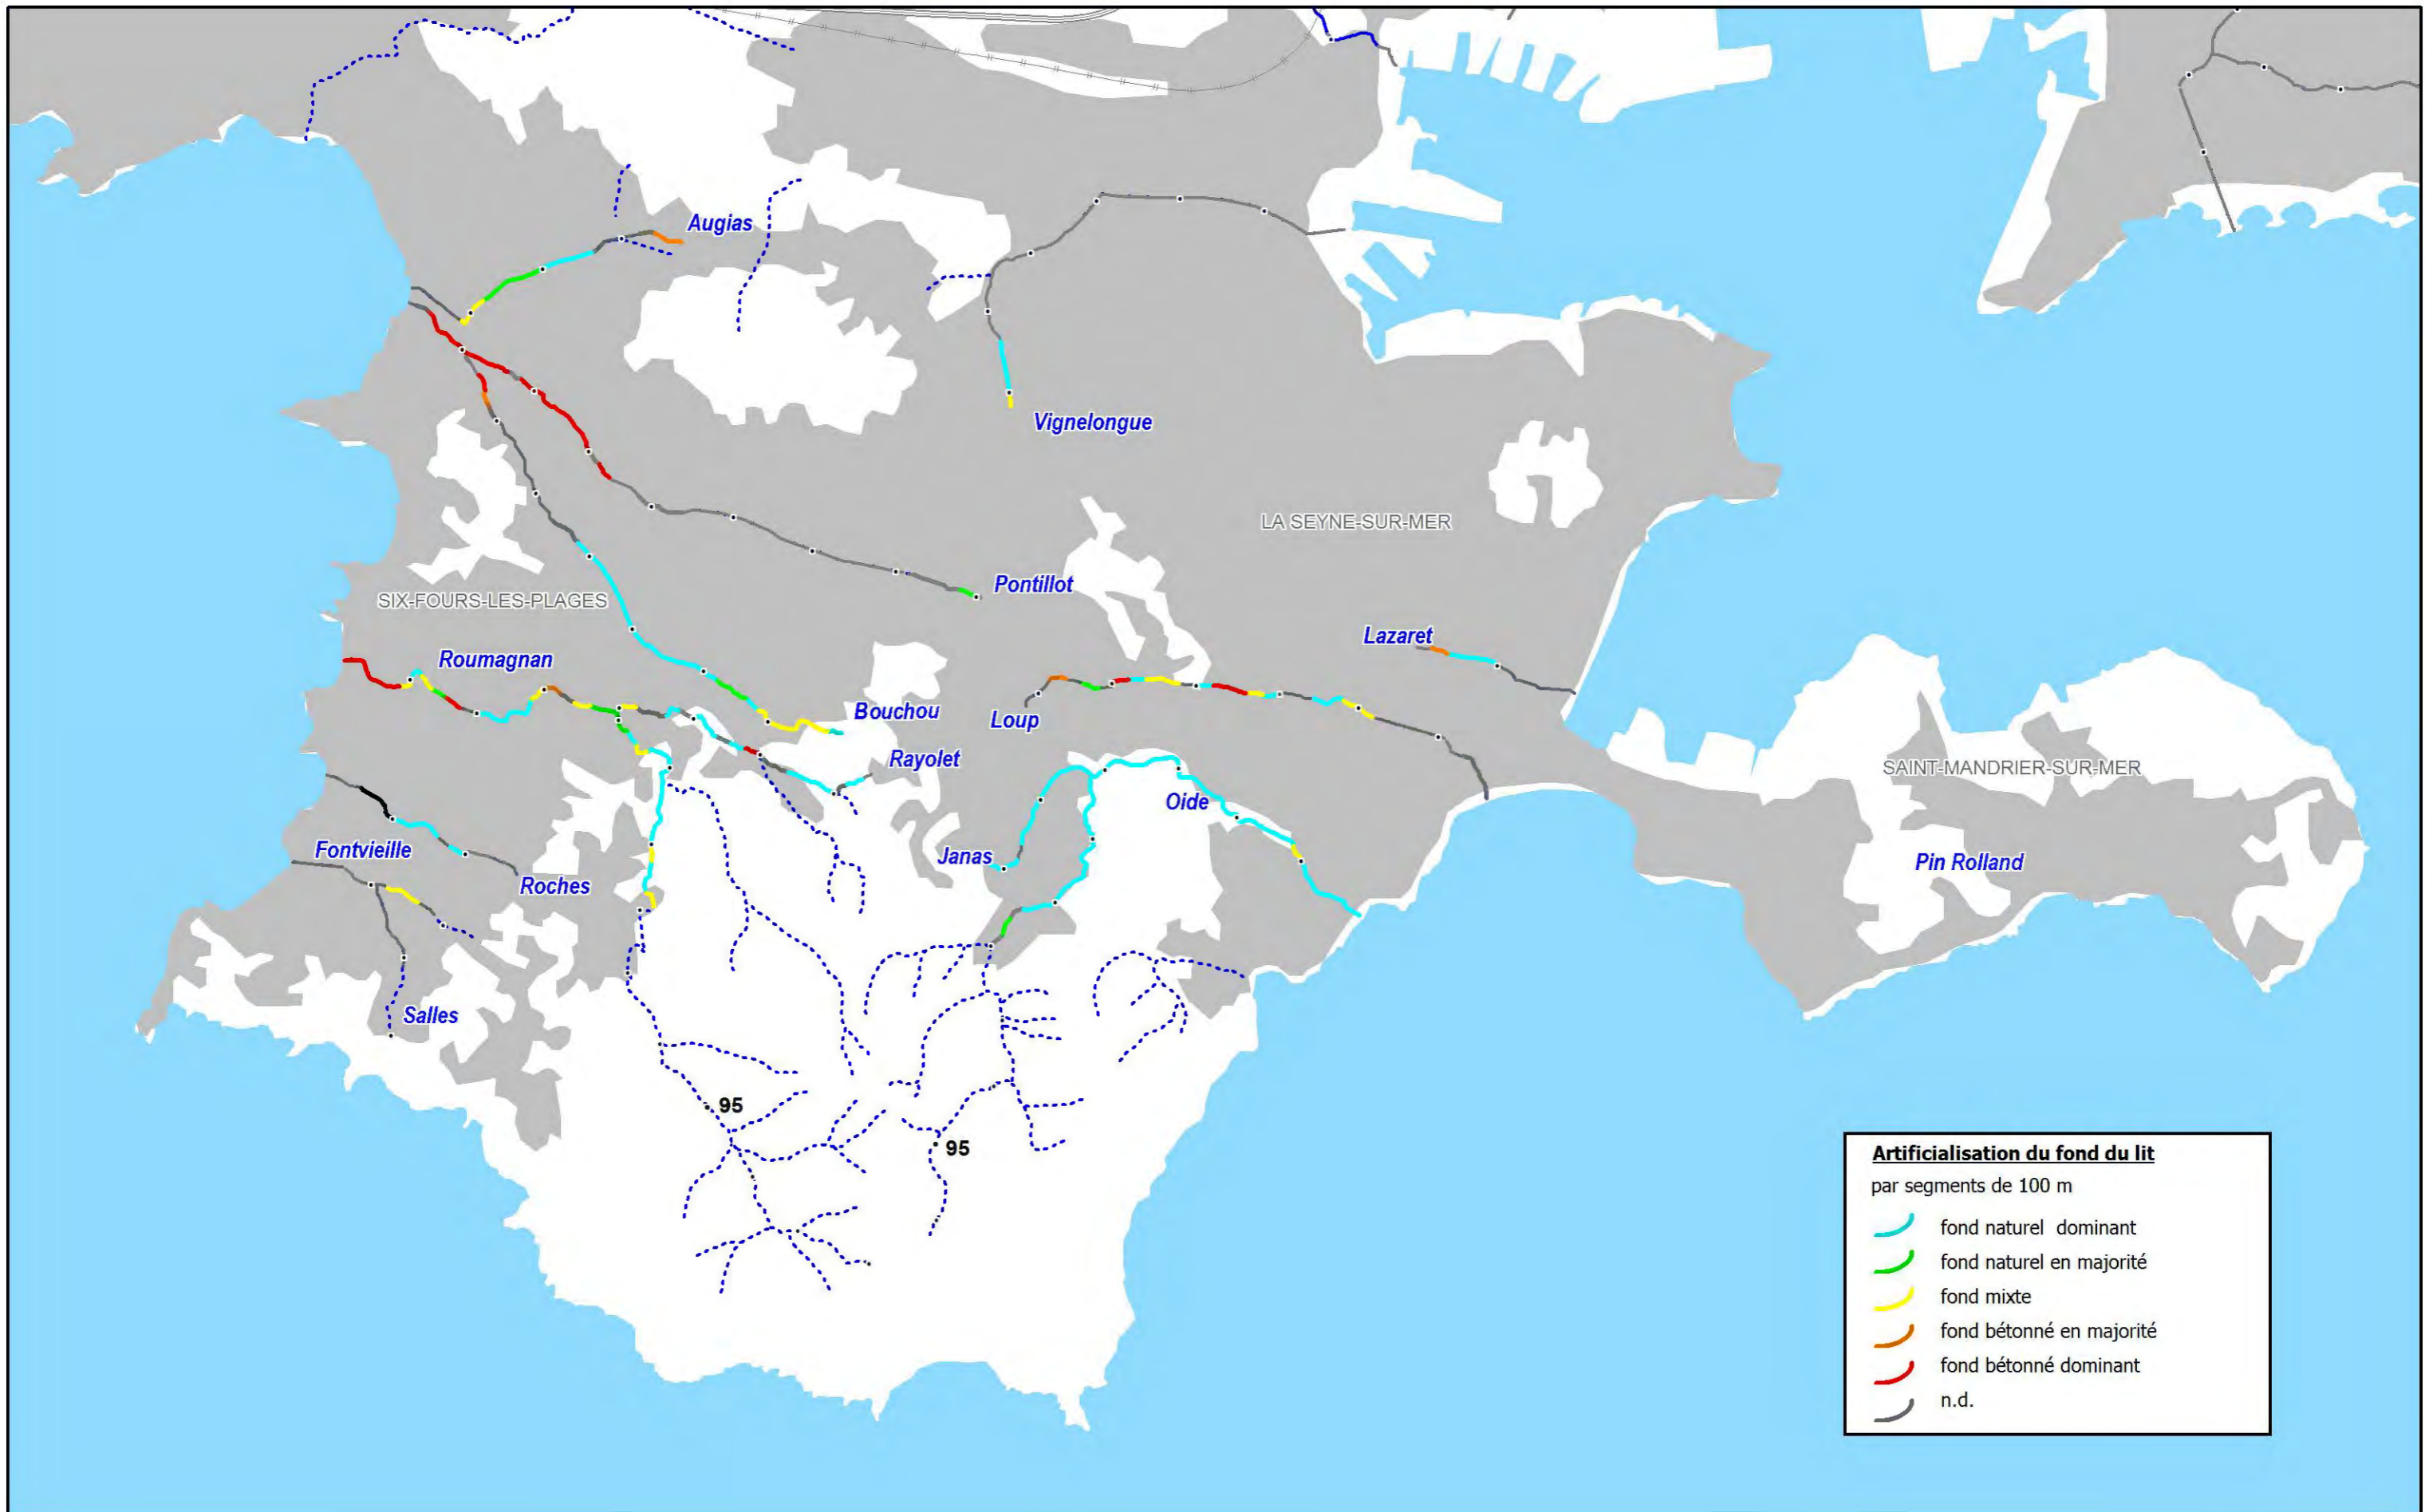 Augias
Vignelongue
LA SEYNE-SUR-MER
Pontillot
SIX-FOURS-LES-PLAGES
Lazaret
Roumagnan
Bouchou
Loup
Rayolet
SAINT-MANDRIER-SUR-MER
Oide
Fontvieille
Janas
Pin Rolland
Roches
Salles
95
95
Artificialisation du fond du lit
par segments de 100 m
fond naturel dominant
fond naturel en majorité
fond mixte
fond bétonné en majorité
fond bétonné dominant
n.d.